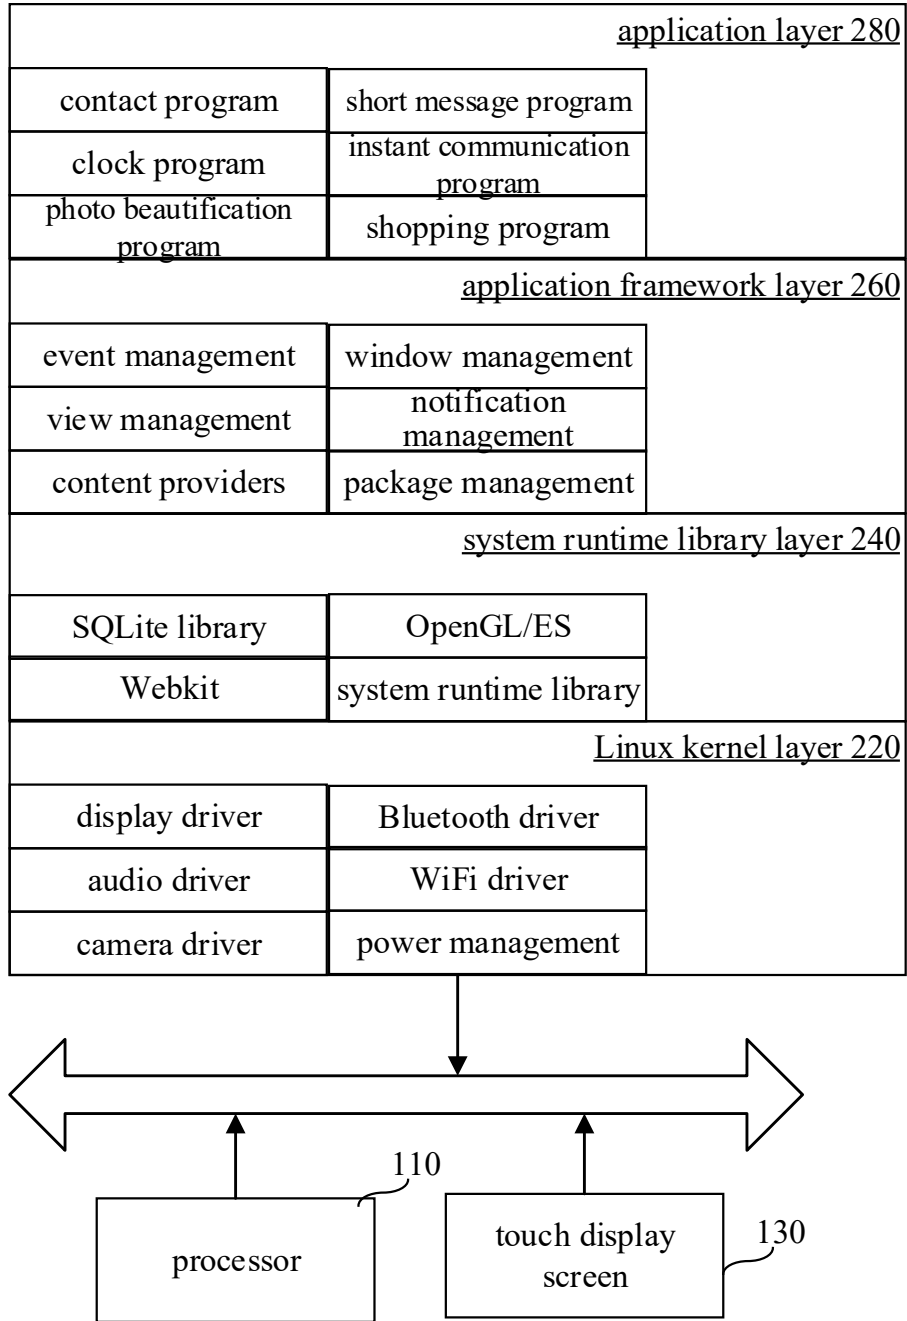 application layer 280
contact program
short message program
clock program
instant communication
program
photo beautification
program
shopping program
application framework layer 260
event management
window management
view management
notification
management
content providers
package management
system runtime library layer 240
SQLite library
OpenGL/ES
Webkit
system runtime library
Linux kernel layer 220
display driver
Bluetooth driver
audio driver
WiFi driver
camera driver
power management
110
processor
touch display
screen
130